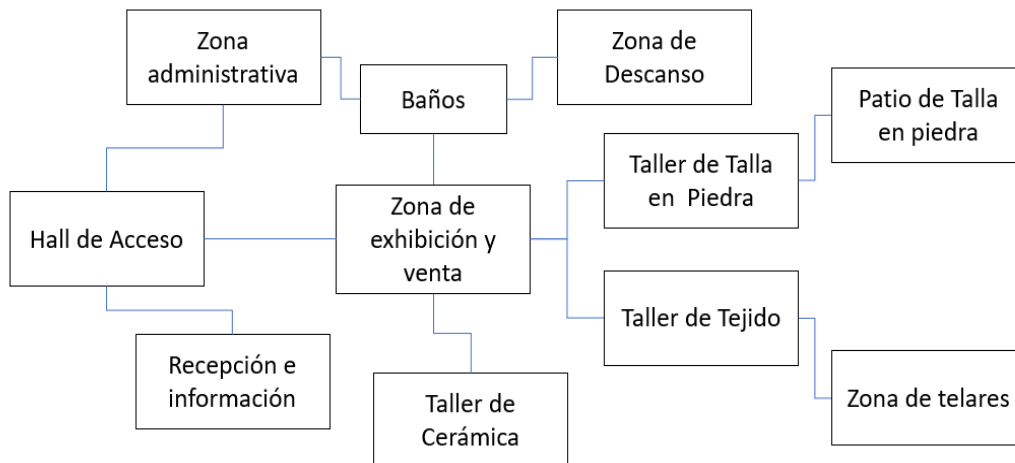 Zona
administrativa
Zona de
Descanso
Baños
Patio de Talla
en piedra
Taller de Talla
en  Piedra
Hall de Acceso
Zona de
exhibición y
venta
Taller de Tejido
Recepción e
información
Taller de
Cerámica
Zona de telares